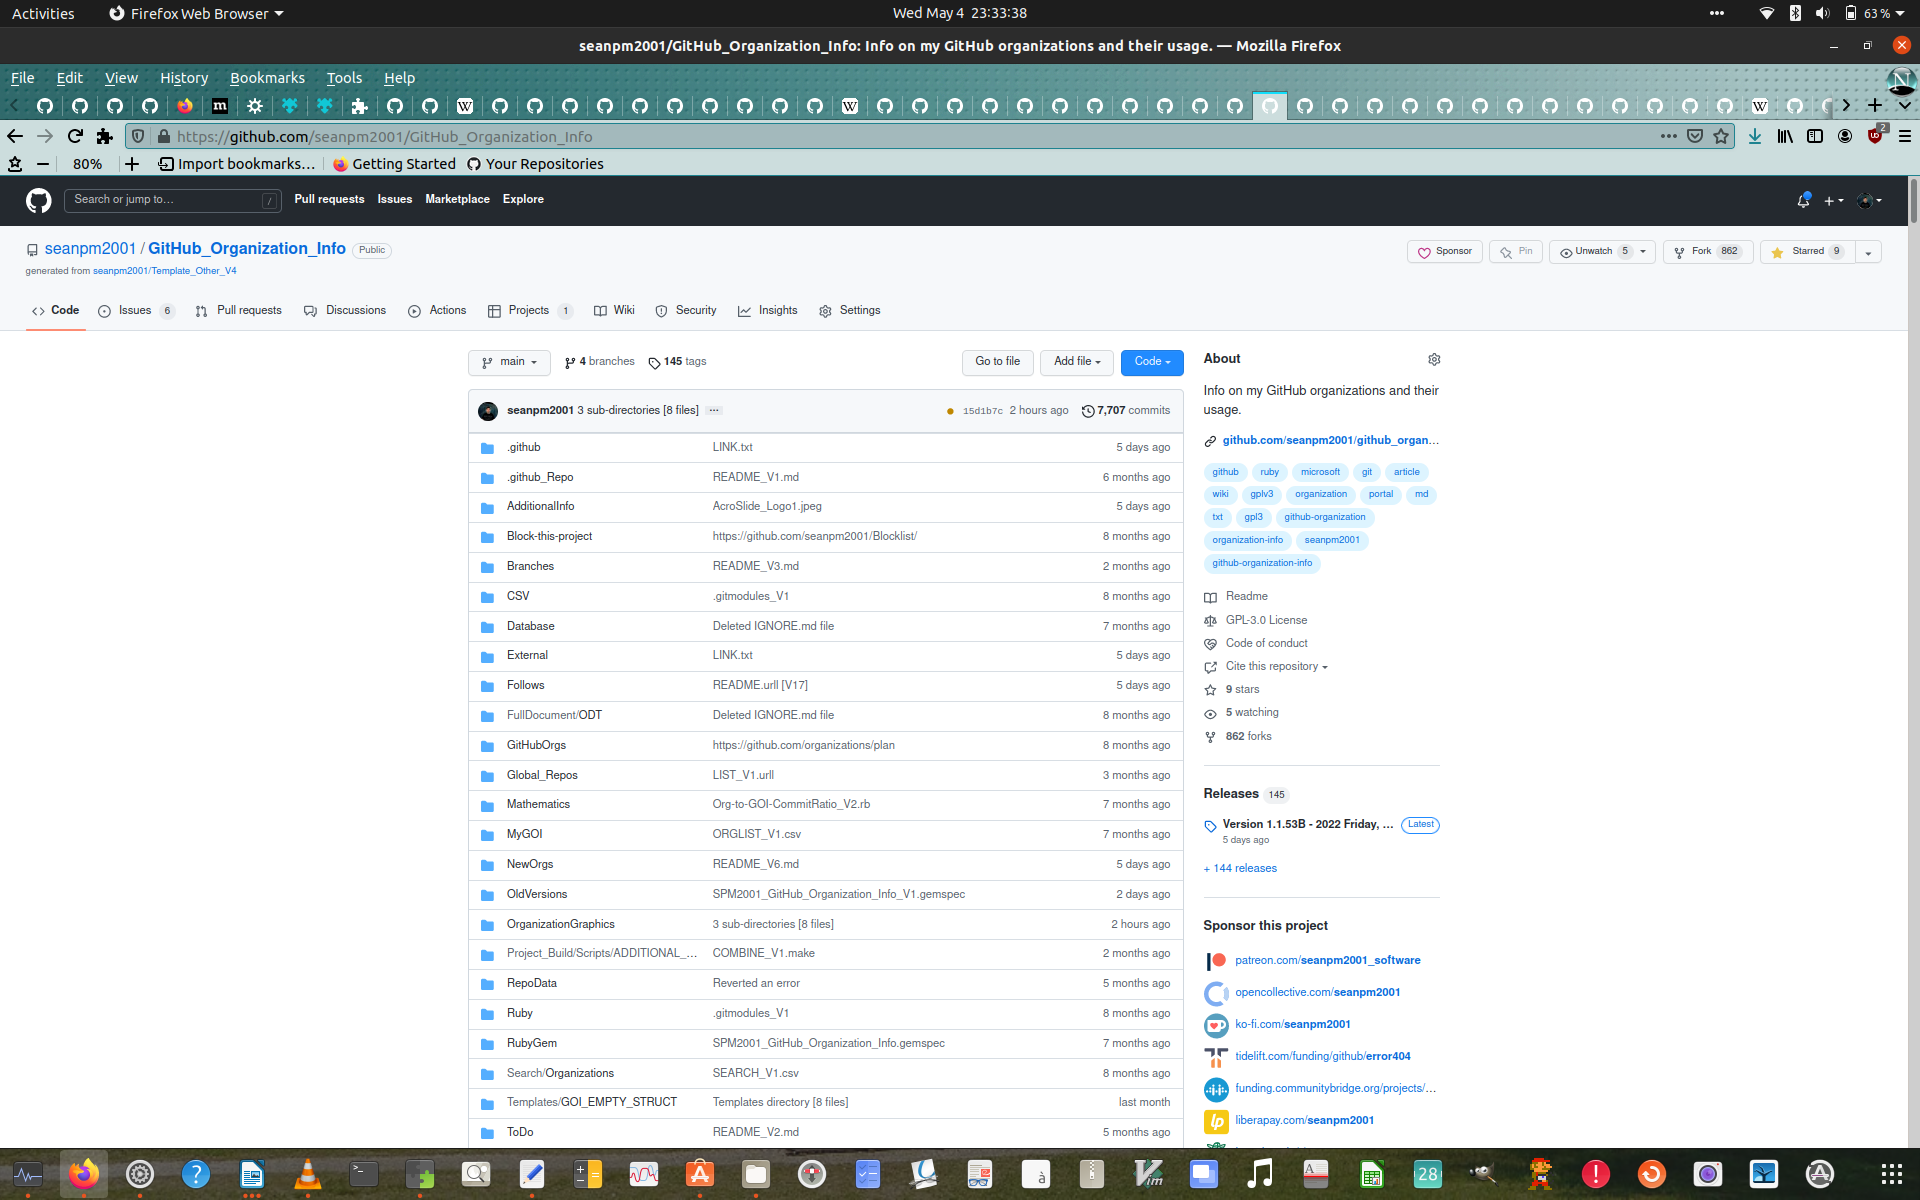 Activities Firefox Web Browser Wed May 4 23:33:38 63 %
seanpm2001/GitHub_Organization_Info: Info on my GitHub organizations and their usage. — Mozilla Firefox
File Edit View History Bookmarks Tools Help
https://github.com/seanpm2001/GitHub_Organization_Info 2
80% Import bookmarks... Getting Started Your Repositories
Search or jump to... / Pull requests Issues Marketplace Explore
seanpm2001 / GitHub_Organization_Info Public Sponsor Pin Unwatch 5 Fork 862 Starred 9
generated from seanpm2001/Template_Other_V4
Code Issues 6 Pull requests Discussions Actions Projects 1 Wiki Security Insights Settings
main 4 branches 145 tags Go to file Add file Code
seanpm2001 3 sub-directories [8 files] ... 15d1b7c 2 hours ago 7,707 commits
.github LINK.txt 5 days ago
.github_Repo README_V1.md 6 months ago
AdditionalInfo AcroSlide_Logo1.jpeg 5 days ago
Block-this-project https://github.com/seanpm2001/Blocklist/ 8 months ago
Branches README_V3.md 2 months ago
CSV .gitmodules_V1 8 months ago
Database Deleted IGNORE.md file 7 months ago
External LINK.txt 5 days ago
Follows README.urll [V17] 5 days ago
FullDocument/ODT Deleted IGNORE.md file 8 months ago
GitHubOrgs https://github.com/organizations/plan 8 months ago
Global_Repos LIST_V1.urll 3 months ago
Mathematics Org-to-GOI-CommitRatio_V2.rb 7 months ago
MyGOI ORGLIST_V1.csv 7 months ago
NewOrgs README_V6.md 5 days ago
OldVersions SPM2001_GitHub_Organization_Info_V1.gemspec 2 days ago
OrganizationGraphics 3 sub-directories [8 files] 2 hours ago
Project_Build/Scripts/ADDITIONAL_... COMBINE_V1.make 2 months ago
RepoData Reverted an error 5 months ago
Ruby .gitmodules_V1 8 months ago
RubyGem SPM2001_GitHub_Organization_Info.gemspec 7 months ago
Search/Organizations SEARCH_V1.csv 8 months ago
Templates/GOI_EMPTY_STRUCT Templates directory [8 files] last month
ToDo README_V2.md 5 months ago
About
Info on my GitHub organizations and their
usage.
github.com/seanpm2001/github_organ...
github ruby microsoft git article
wiki gplv3 organization portal md
txt gpl3 github-organization
organization-info seanpm2001
github-organization-info
Readme
GPL-3.0 License
Code of conduct
Cite this repository
9 stars
5 watching
862 forks
Releases 145
Version 1.1.53B - 2022 Friday, ... Latest
5 days ago
+ 144 releases
Sponsor this project
patreon.com/seanpm2001_software
opencollective.com/seanpm2001
ko-fi.com/seanpm2001
tidelift.com/funding/github/error404
funding.communitybridge.org/projects/...
liberapay.com/seanpm2001
28